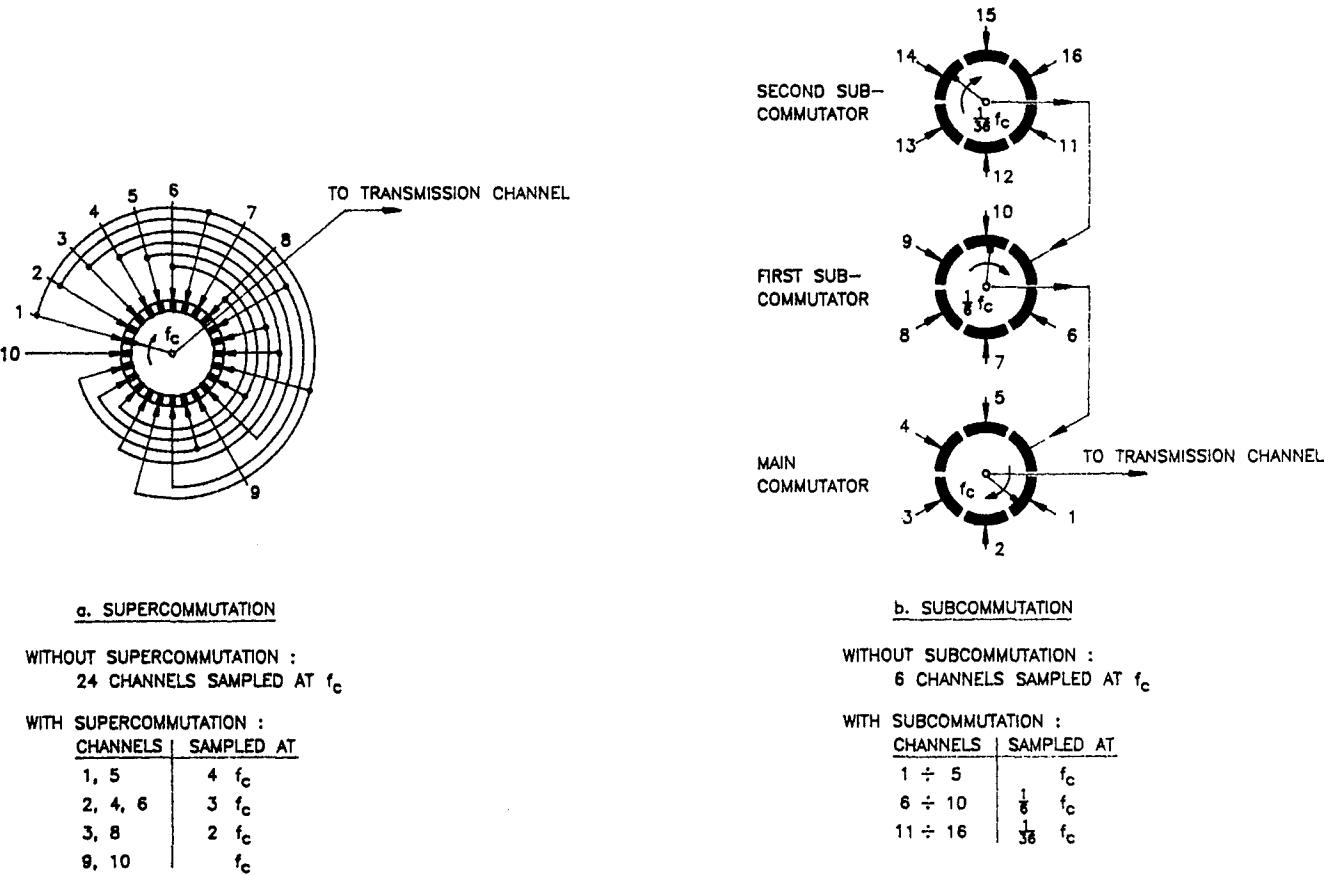 15
14
16
SECOND SUB-
COMMUTATOR
1/36 fc
13
11
12
10
9
FIRST SUB-
COMMUTATOR
1/6 fc
8
6
7
5
4
MAIN
COMMUTATOR
fc
TO TRANSMISSION CHANNEL
3
1
2
6
5
7
4
8
3
2
1
10
fc
9
TO TRANSMISSION CHANNEL
a. SUPERCOMMUTATION
WITHOUT SUPERCOMMUTATION :
24 CHANNELS SAMPLED AT fc
WITH SUPERCOMMUTATION :
CHANNELS SAMPLED AT
1, 5 4 fc
2, 4, 6 3 fc
3, 8 2 fc
9, 10 fc
b. SUBCOMMUTATION
WITHOUT SUBCOMMUTATION :
6 CHANNELS SAMPLED AT fc
WITH SUBCOMMUTATION :
CHANNELS SAMPLED AT
1 ÷ 5 fc
6 ÷ 10 1/6 fc
11 ÷ 16 1/36 fc